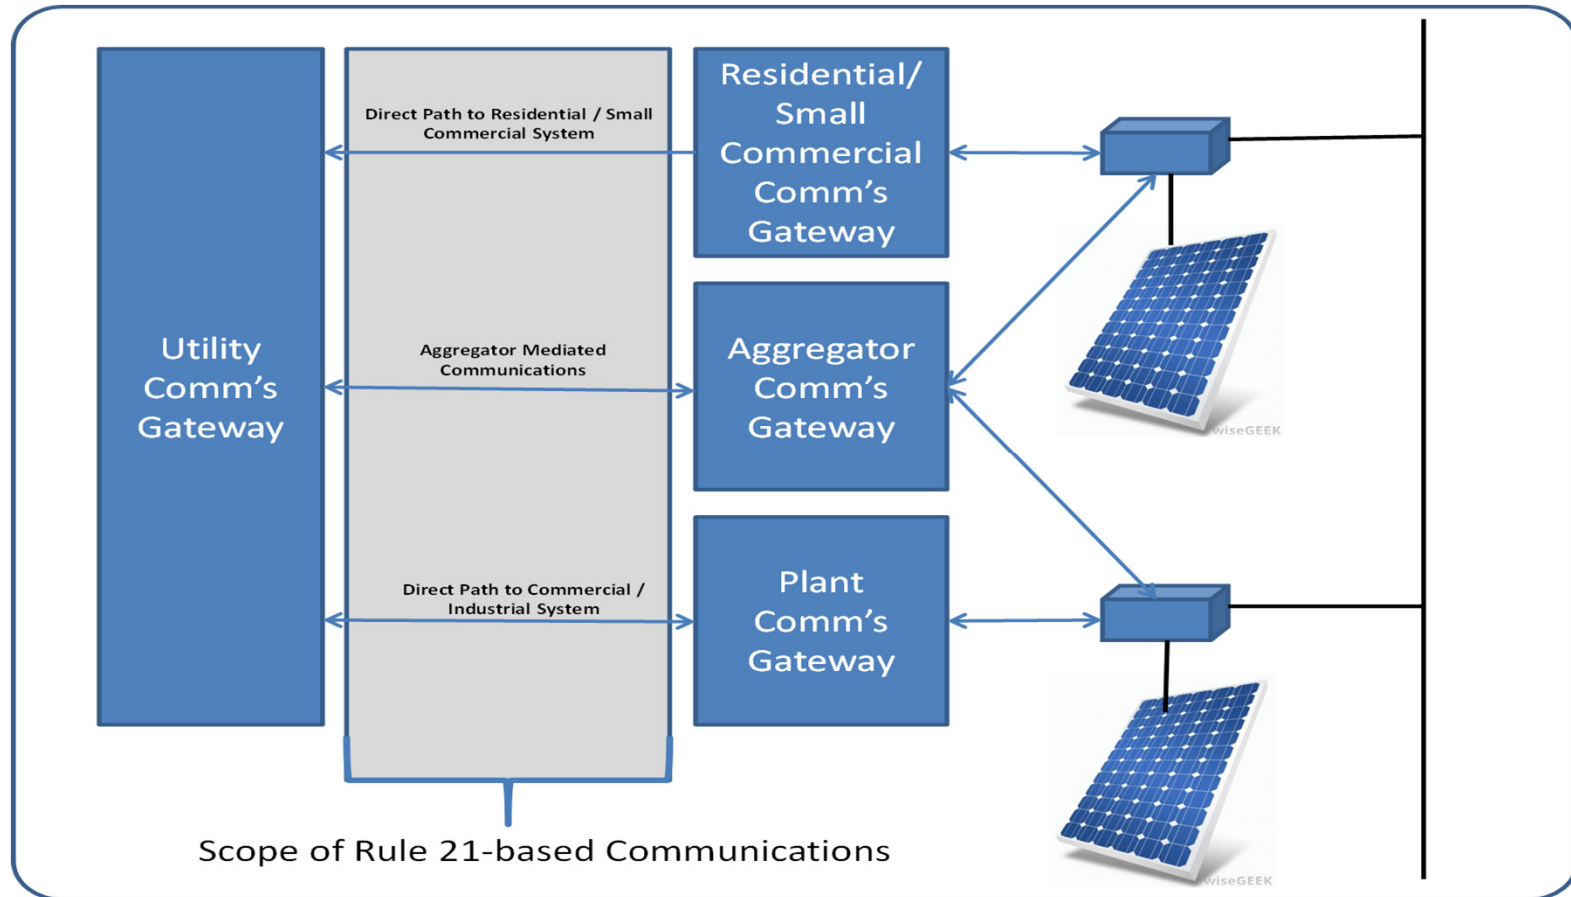 Utility
Comm’s
Gateway
Direct Path to Residential / Small
Commercial System
Aggregator Mediated
Communications
Direct Path to Commercial /
Industrial System
Residential/
Small
Commercial
Comm’s
Gateway
Aggregator
Comm’s
Gateway
Plant
Comm’s
Gateway
wiseGEEK
wiseGEEK
Scope of Rule 21-based Communications